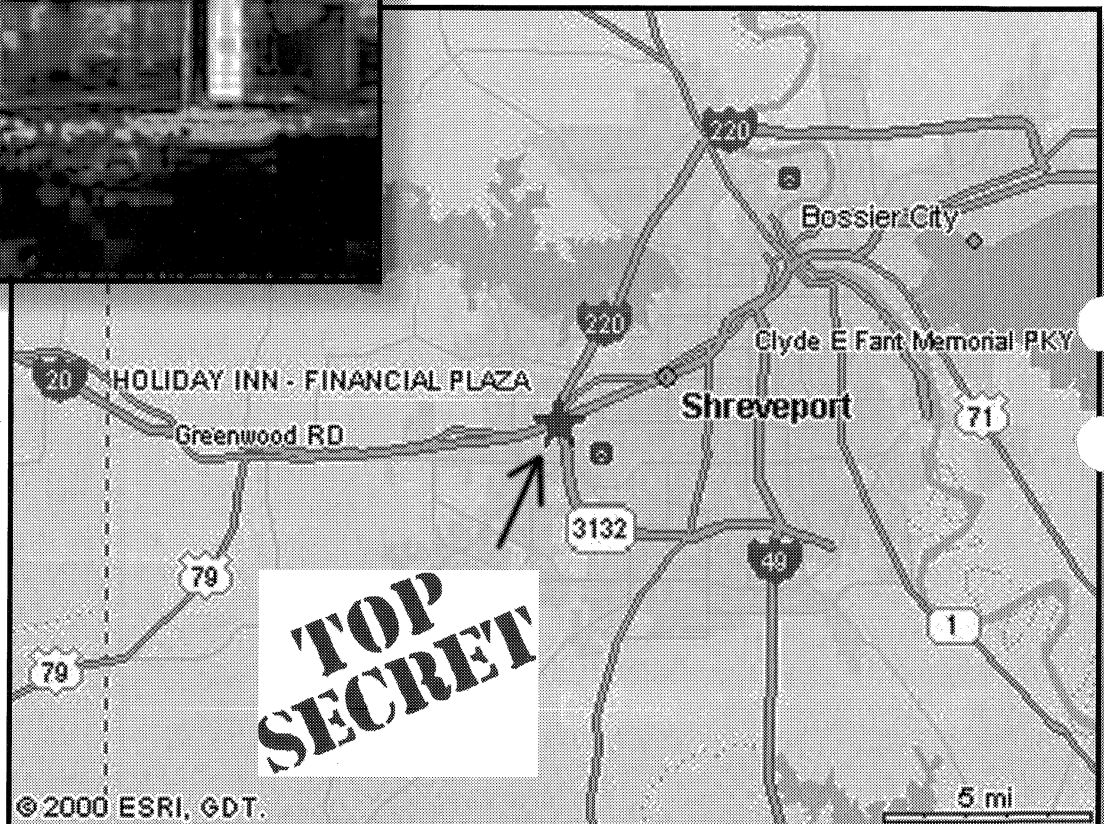 220
Bossier City
220
Clyde E Fant Memorial PKY
20
HOLIDAY INN - FINANCIAL PLAZA
Shreveport
71
Greenwood RD
3132
49
79
TOP
SECRET
1
79
© 2000 ESRI, GDT.
5 mi